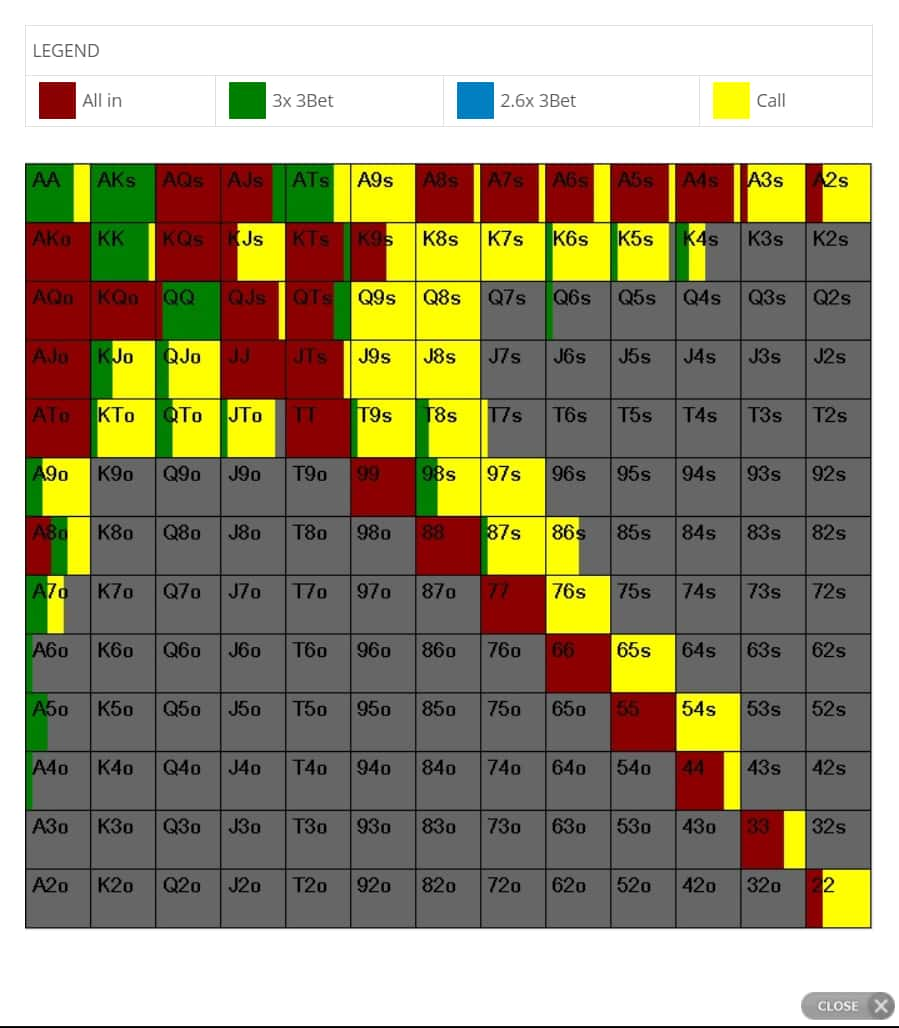 LEGEND
All in 3x 3Bet 2.6x 3Bet Call
AA AKs AQs AJs ATs A9s A8s A7s A6s A5s A4s A3s A2s
AKo KK KQs KJs KTs K9s K8s K7s K6s K5s K4s K3s K2s
AQo KQo QQ QJs QTs Q9s Q8s Q7s Q6s Q5s Q4s Q3s Q2s
AJo KJo QJo JJ JTs J9s J8s J7s J6s J5s J4s J3s J2s
ATo KTo QTo JTo TT T9s T8s T7s T6s T5s T4s T3s T2s
A9o K9o Q9o J9o T9o 99 98s 97s 96s 95s 94s 93s 92s
A8o K8o Q8o J8o T8o 98o 88 87s 86s 85s 84s 83s 82s
A7o K7o Q7o J7o T7o 97o 87o 77 76s 75s 74s 73s 72s
A6o K6o Q6o J6o T6o 96o 86o 76o 66 65s 64s 63s 62s
A5o K5o Q5o J5o T5o 95o 85o 75o 65o 55 54s 53s 52s
A4o K4o Q4o J4o T4o 94o 84o 74o 64o 54o 44 43s 42s
A3o K3o Q3o J3o T3o 93o 83o 73o 63o 53o 43o 33 32s
A2o K2o Q2o J2o T2o 92o 82o 72o 62o 52o 42o 32o 22
CLOSE